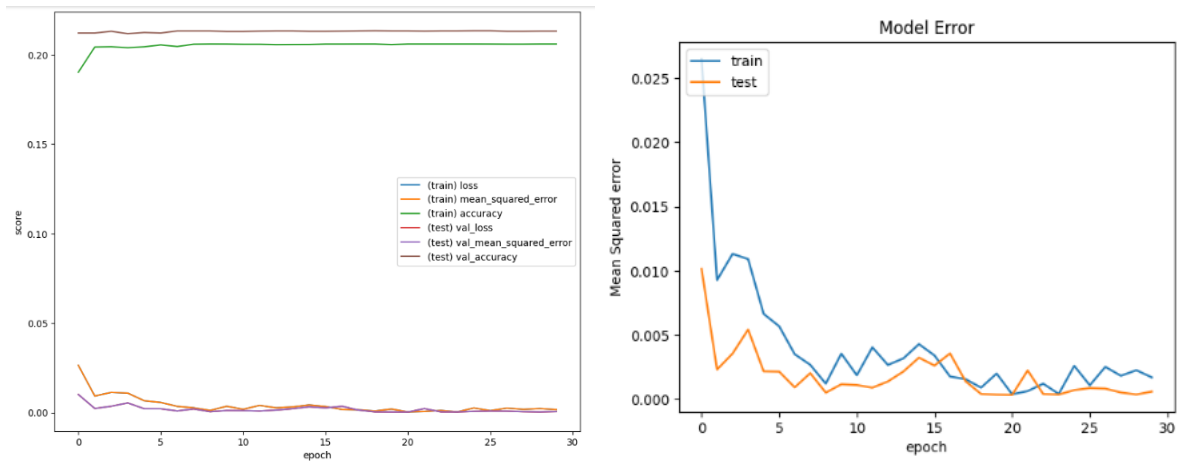 0.20
0.15
0.10
0.05
0.00
score
(train) loss
(train) mean_squared_error
(train) accuracy
(test) val_loss
(test) val_mean_squared_error
(test) val_accuracy
0 5 10 15 20 25 30
epoch
Model Error
train
test
0.025
0.020
0.015
0.010
0.005
0.000
Mean Squared error
0 5 10 15 20 25 30
epoch